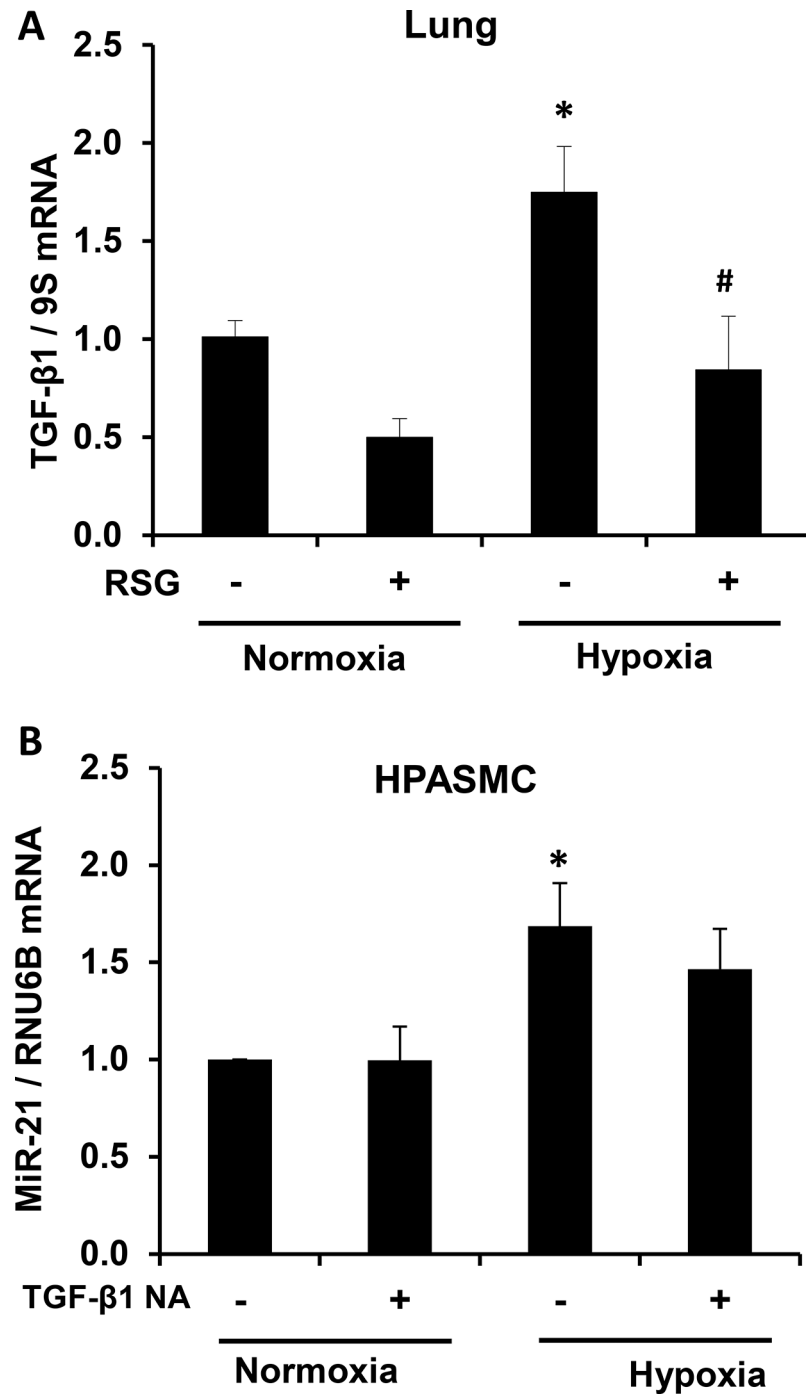 A
Lung
TGF-β1 / 9S mRNA
2.5
2.0
1.5
1.0
0.5
0.0
*
#
RSG - + - +
Normoxia Hypoxia
B
HPASMC
MiR-21 / RNU6B mRNA
2.5
2.0
1.5
1.0
0.5
0.0
*
TGF-β1 NA - + - +
Normoxia Hypoxia